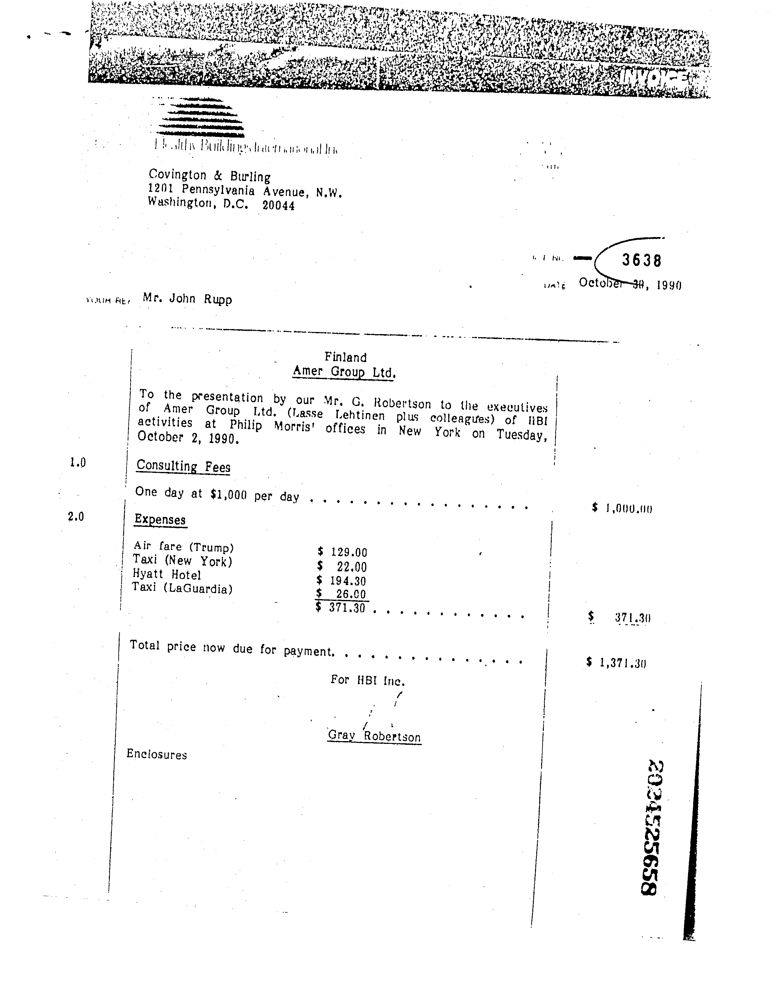 INVOICE
Healthy Buildings International Inc
Covington & Burling
1201 Pennsylvania Avenue, N.W.
Washington, D.C. 20044
3638
DATE October 30, 1990
YOUR REF Mr. John Rupp
Finland
Amer Group Ltd.
To the presentation by our Mr. G. Robertson to the executives
of Amer Group Ltd. (Lasse Lehtinen plus colleagues) of HBI
activities at Philip Morris' offices in New York on Tuesday,
October 2, 1990.
1.0 Consulting Fees
One day at $1,000 per day . . . . . . . . . . . . . . . . . $ 1,000.00
2.0 Expenses
Air fare (Trump) $ 129.00
Taxi (New York) $ 22.00
Hyatt Hotel $ 194.30
Taxi (LaGuardia) $ 26.00
$ 371.30 . . . . . . . . . . . . $ 371.30
Total price now due for payment. . . . . . . . . . . . . . . $ 1,371.30
For HBI Inc.
Gray Robertson
Enclosures
2024525658